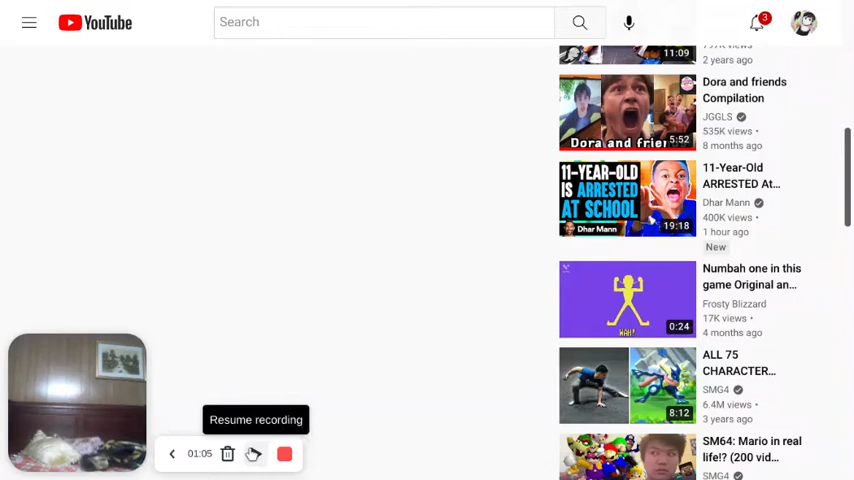 YouTube
Search
3
797K views
2 years ago
11:09
Dora and friends
Compilation
JGGLS
535K views •
8 months ago
Dora and frien
5:52
11-YEAR-OLD
IS ARRESTED
AT SCHOOL
Dhar Mann
19:18
11-Year-Old
ARRESTED At...
Dhar Mann
400K views •
1 hour ago
New
Numbah one in this
game Original an...
Frosty Blizzard
17K views •
4 months ago
WAH!
0:24
ALL 75
CHARACTER...
SMG4
6.4M views •
3 years ago
8:12
SM64: Mario in real
life!? (200 vid...
SMG4
Resume recording
01:05